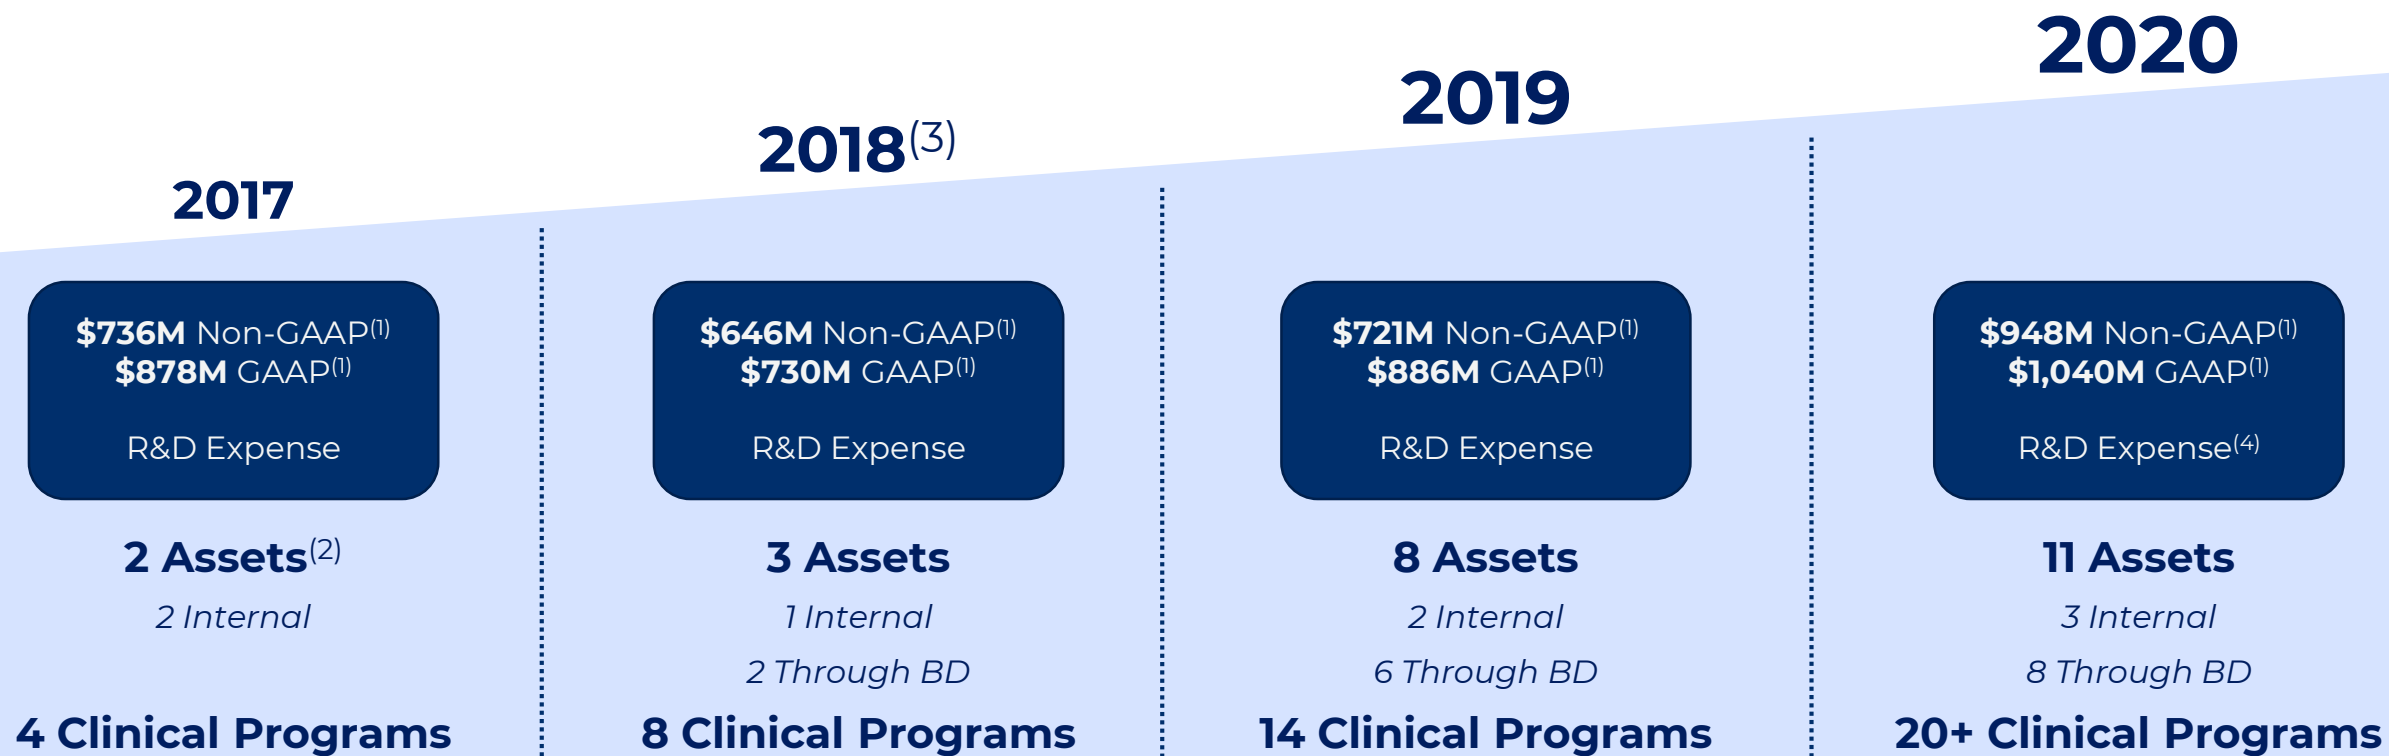 2017
$736M Non-GAAP(1)
$878M GAAP(1)
R&D Expense
2 Assets(2)
2 Internal
4 Clinical Programs
2018(3)
$646M Non-GAAP(1)
$730M GAAP(1)
R&D Expense
3 Assets
1 Internal
2 Through BD
8 Clinical Programs
2019
$721M Non-GAAP(1)
$886M GAAP(1)
R&D Expense
8 Assets
2 Internal
6 Through BD
14 Clinical Programs
2020
$948M Non-GAAP(1)
$1,040M GAAP(1)
R&D Expense(4)
11 Assets
3 Internal
8 Through BD
20+ Clinical Programs